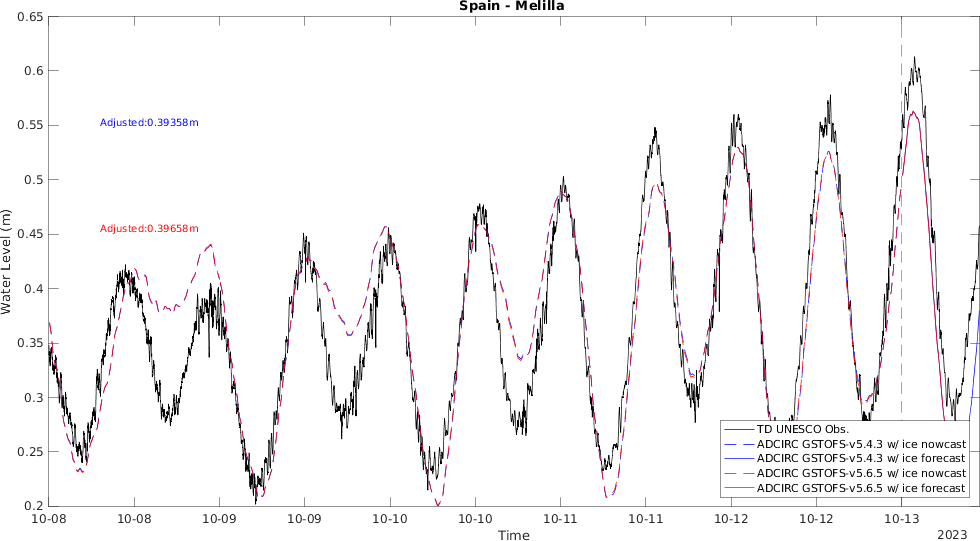 Spain - Melilla
0.65
0.6
0.55
0.5
0.45
0.4
0.35
0.3
0.25
0.2
Water Level (m)
Adjusted:0.39358m
Adjusted:0.39658m
TD UNESCO Obs.
ADCIRC GSTOFS-v5.4.3 w/ ice nowcast
ADCIRC GSTOFS-v5.4.3 w/ ice forecast
ADCIRC GSTOFS-v5.6.5 w/ ice nowcast
ADCIRC GSTOFS-v5.6.5 w/ ice forecast
10-08 10-08 10-09 10-09 10-10 10-10 10-11 10-11 10-12 10-12 10-13
Time
2023